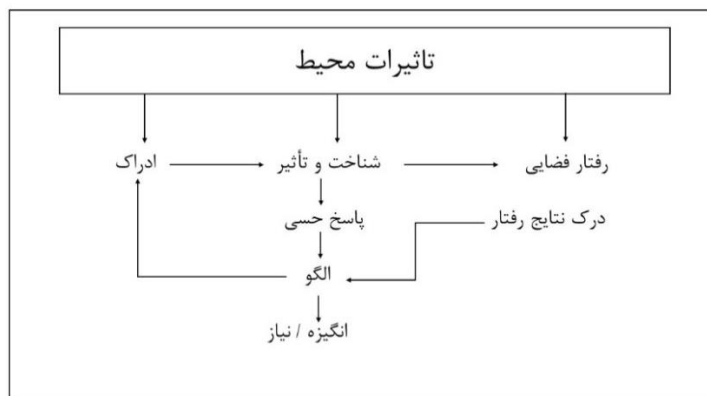 تاثیرات محیط
رفتار فضایی
شناخت و تأثیر
ادراک
درک نتایج رفتار
پاسخ حسی
الگو
انگیزه / نیاز